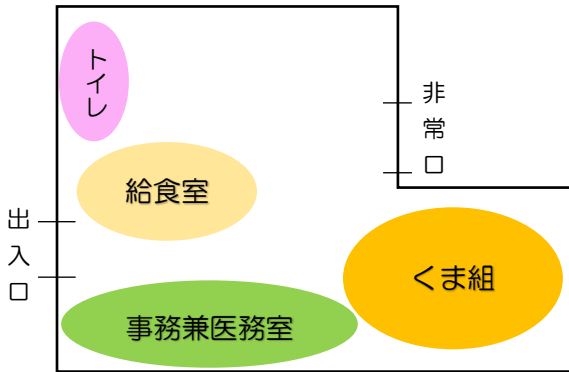 トイレ
非常口
給食室
出入口
くま組
事務兼医務室